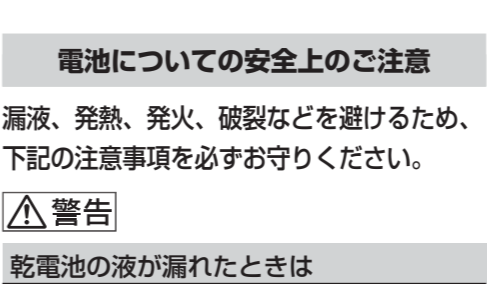 電池についての安全上のご注意
漏液、発熱、発火、破裂などを避けるため、
下記の注意事項を必ずお守りください。
⚠警告
乾電池の液が漏れたときは